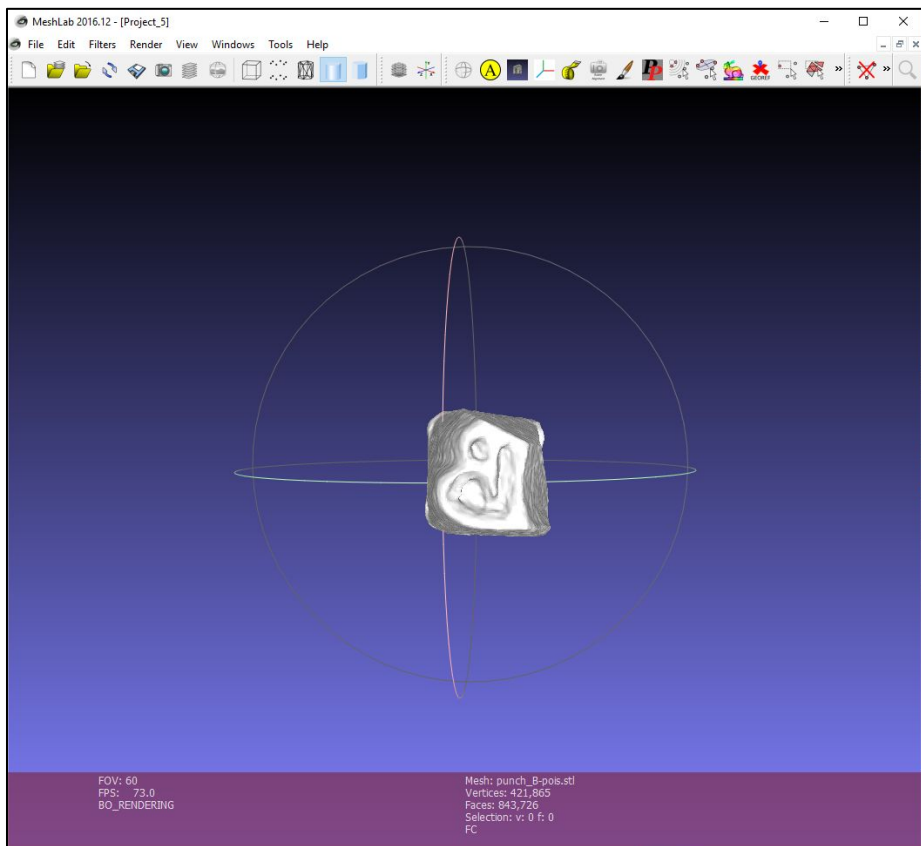 MeshLab 2016.12 - [Project_5]
File Edit Filters Render View Windows Tools Help
A
FOV: 60
FPS: 73.0
BO_RENDERING
Mesh: punch_B-pois.stl
Vertices: 421,865
Faces: 843,726
Selection: v: 0 f: 0
FC